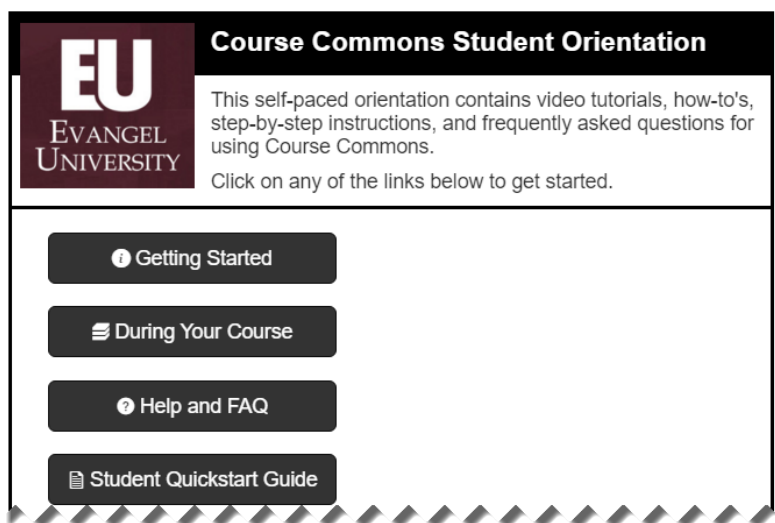 EU
EVANGEL
UNIVERSITY
Course Commons Student Orientation
This self-paced orientation contains video tutorials, how-to's,
step-by-step instructions, and frequently asked questions for
using Course Commons.
Click on any of the links below to get started.
Getting Started
During Your Course
Help and FAQ
Student Quickstart Guide